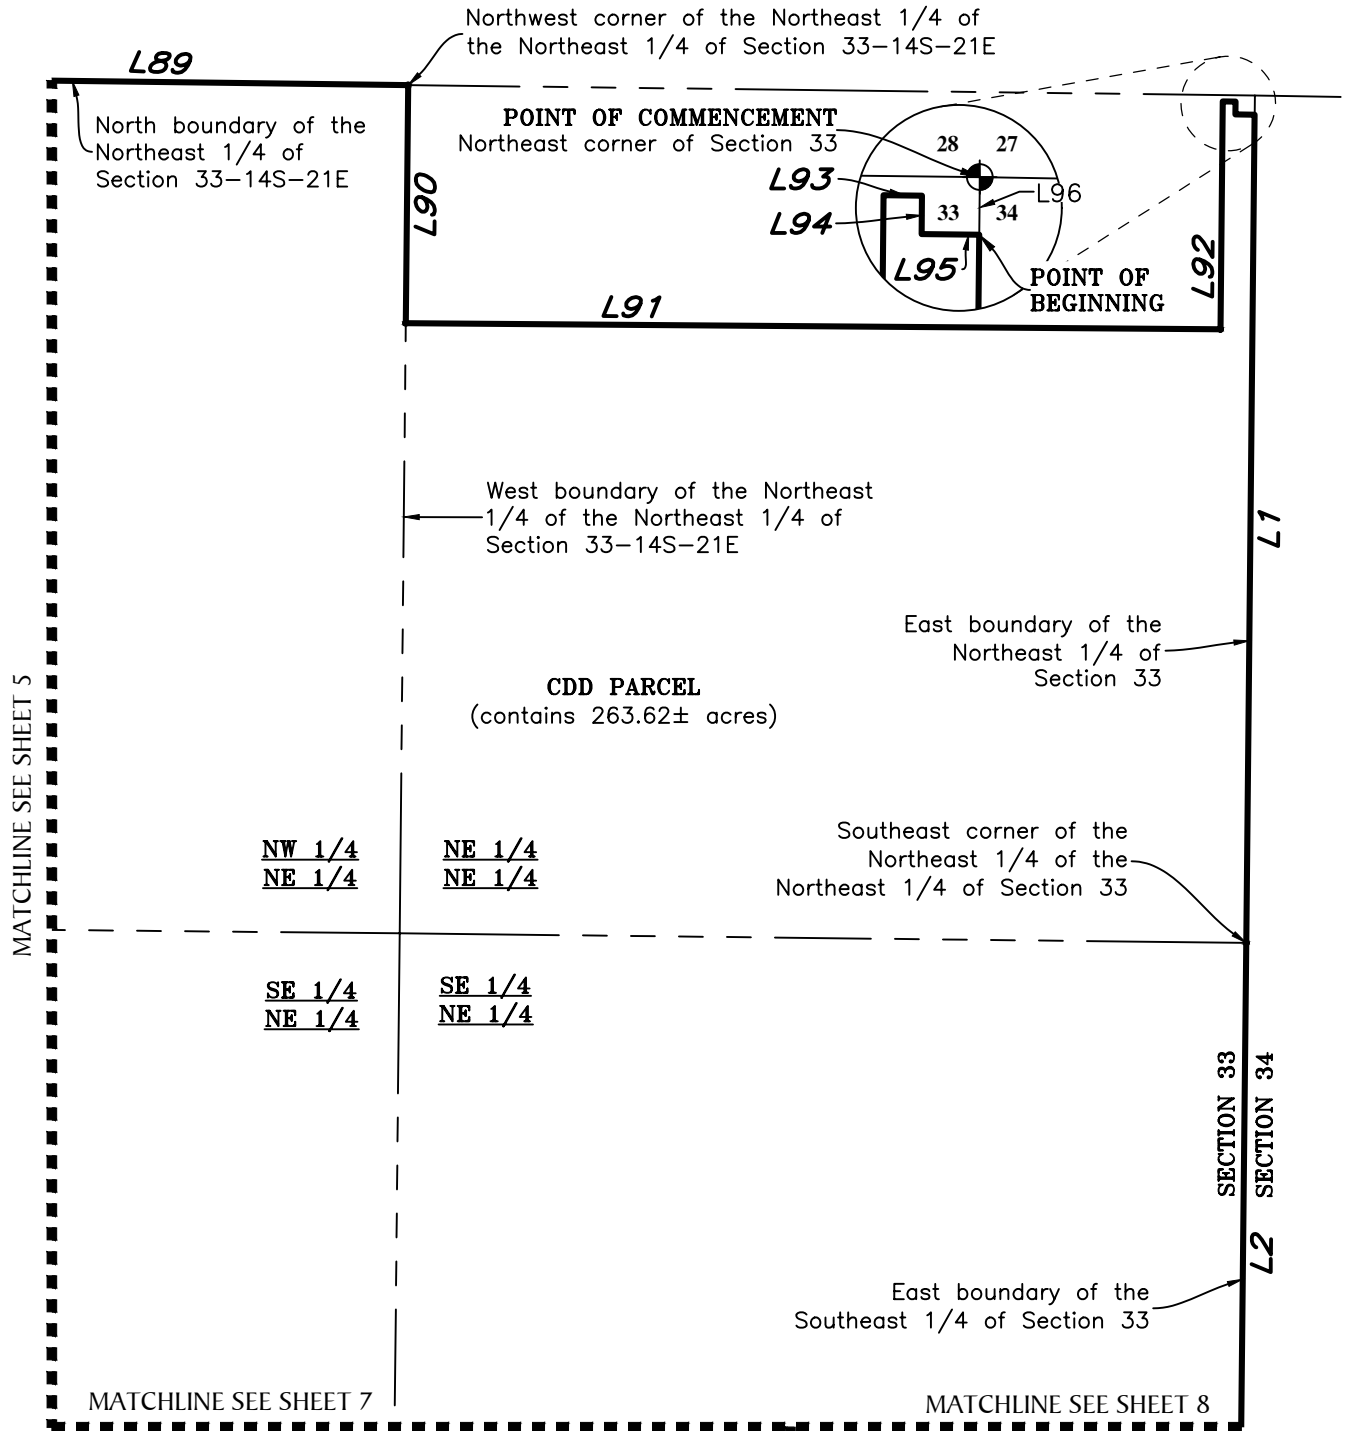 Northwest corner of the Northeast 1/4 of
the Northeast 1/4 of Section 33-14S-21E
L89
North boundary of the
Northeast 1/4 of
Section 33-14S-21E
L90
POINT OF COMMENCEMENT
Northeast corner of Section 33
28
27
L93
L96
33
34
L94
L95
POINT OF
BEGINNING
L92
L91
West boundary of the Northeast
1/4 of the Northeast 1/4 of
Section 33-14S-21E
L1
East boundary of the
Northeast 1/4 of
Section 33
CDD PARCEL
(contains 263.62± acres)
MATCHLINE SEE SHEET 5
NW 1/4
NE 1/4
NE 1/4
NE 1/4
Southeast corner of the
Northeast 1/4 of the
Northeast 1/4 of Section 33
SE 1/4
NE 1/4
SE 1/4
NE 1/4
SECTION 33
SECTION 34
L2
East boundary of the
Southeast 1/4 of Section 33
MATCHLINE SEE SHEET 7
MATCHLINE SEE SHEET 8